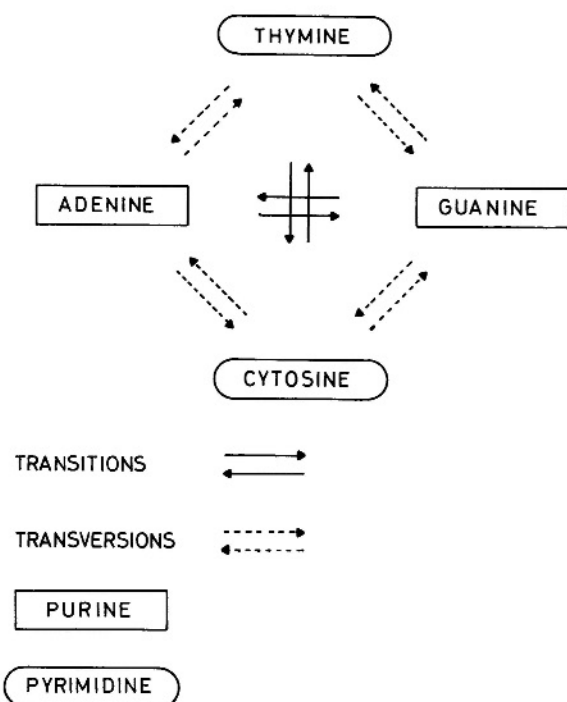 THYMINE
ADENINE
GUANINE
CYTOSINE
TRANSITIONS
TRANSVERSIONS
PURINE
PYRIMIDINE